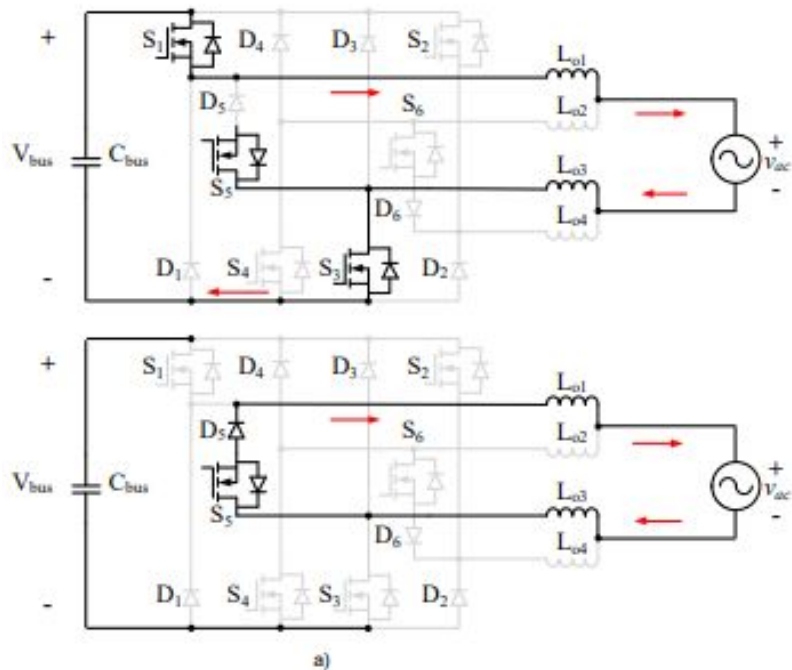 +
S1
D4
D3
S2
Lo1
D5
S6
Lo2
+
Vbus
Cbus
vac
S5
Lo3
-
D6
Lo4
D1
S4
S3
D2
-
+
S1
D4
D3
S2
Lo1
D5
S6
Lo2
+
Vbus
Cbus
vac
S5
Lo3
-
D6
Lo4
D1
S4
S3
D2
-
a)